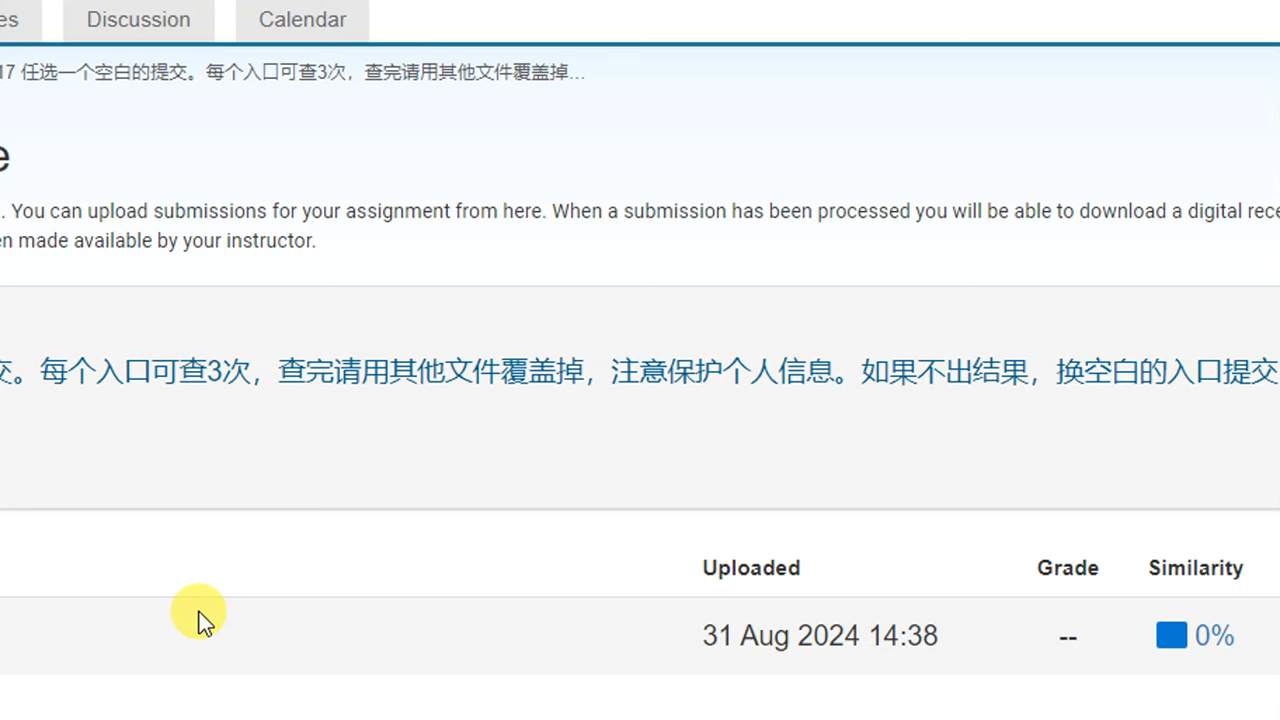 es Discussion Calendar
17 任选一个空白的提交。每个入口可查3次，查完请用其他文件覆盖掉...
e
. You can upload submissions for your assignment from here. When a submission has been processed you will be able to download a digital rece
en made available by your instructor.
交。每个入口可查3次，查完请用其他文件覆盖掉，注意保护个人信息。如果不出结果，换空白的入口提交
Uploaded Grade Similarity
31 Aug 2024 14:38 -- 0%